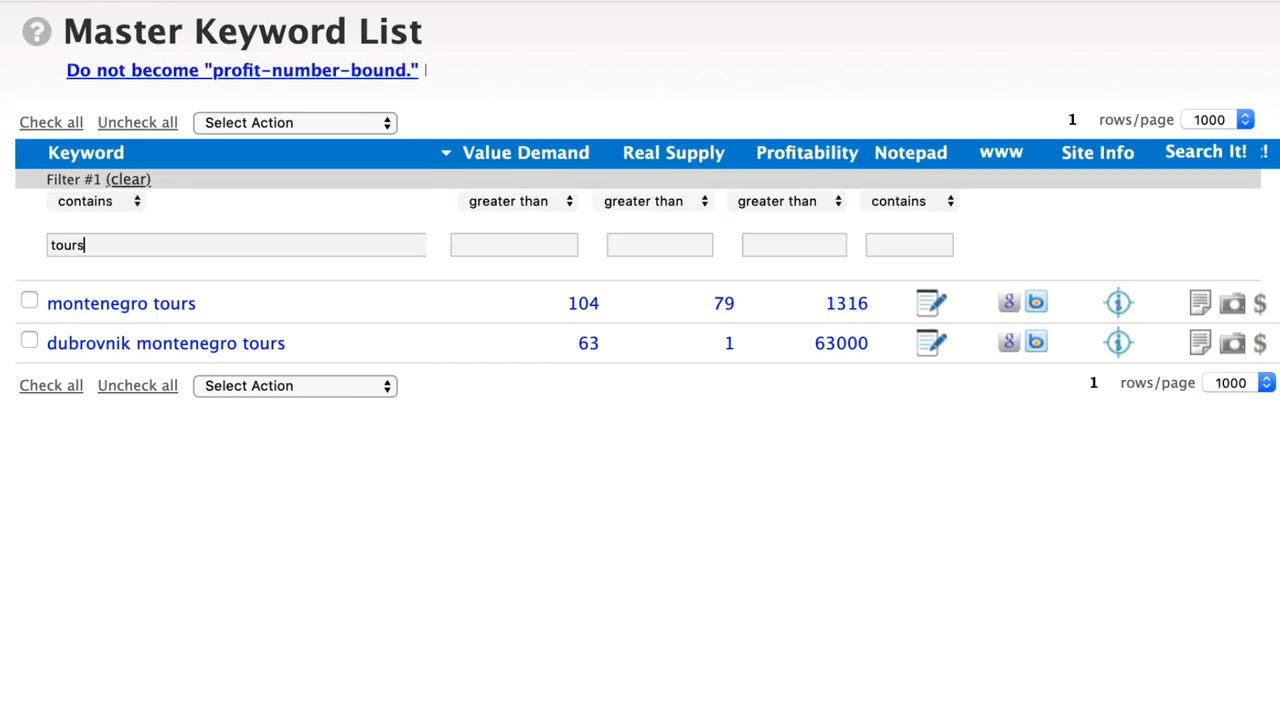 ? Master Keyword List
Do not become "profit-number-bound."
Check all Uncheck all Select Action 1 rows/page 1000
Keyword Value Demand Real Supply Profitability Notepad www Site Info Search It! t!
Filter #1 (clear)
contains greater than greater than greater than contains
tours
montenegro tours 104 79 1316 g b i $
dubrovnik montenegro tours 63 1 63000 g b i $
Check all Uncheck all Select Action 1 rows/page 1000